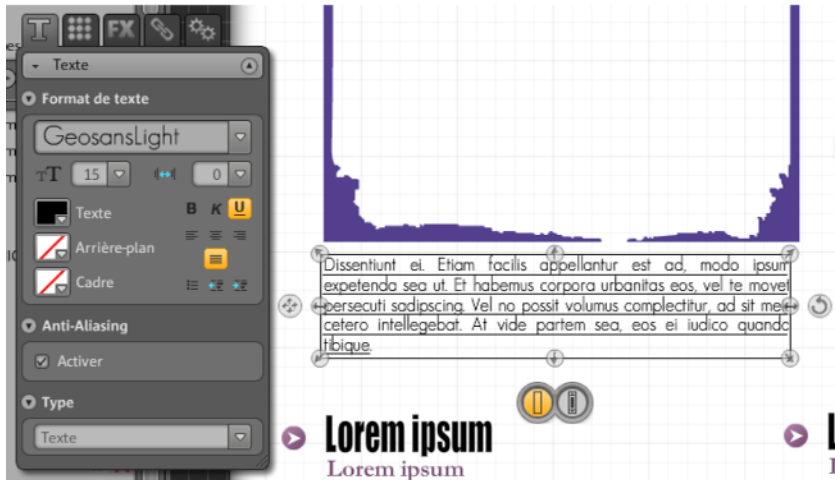 T
FX
Texte
Format de texte
GeosansLight
TT 15 0
Texte
B K U
Arrière-plan
Cadre
Anti-Aliasing
Activer
Type
Texte
Dissentiunt ei. Etiam facilis appellantur est ad, modo ipsum
expetenda sea ut. Et habemus corpora urbanitas eos, vel te movet
persecuti sadipscing. Vel no possit volumus complectitur, ad sit mei
cetero intellegebat. At vide partem sea, eos ei iudico quando
tibique.
Lorem ipsum
Lorem ipsum